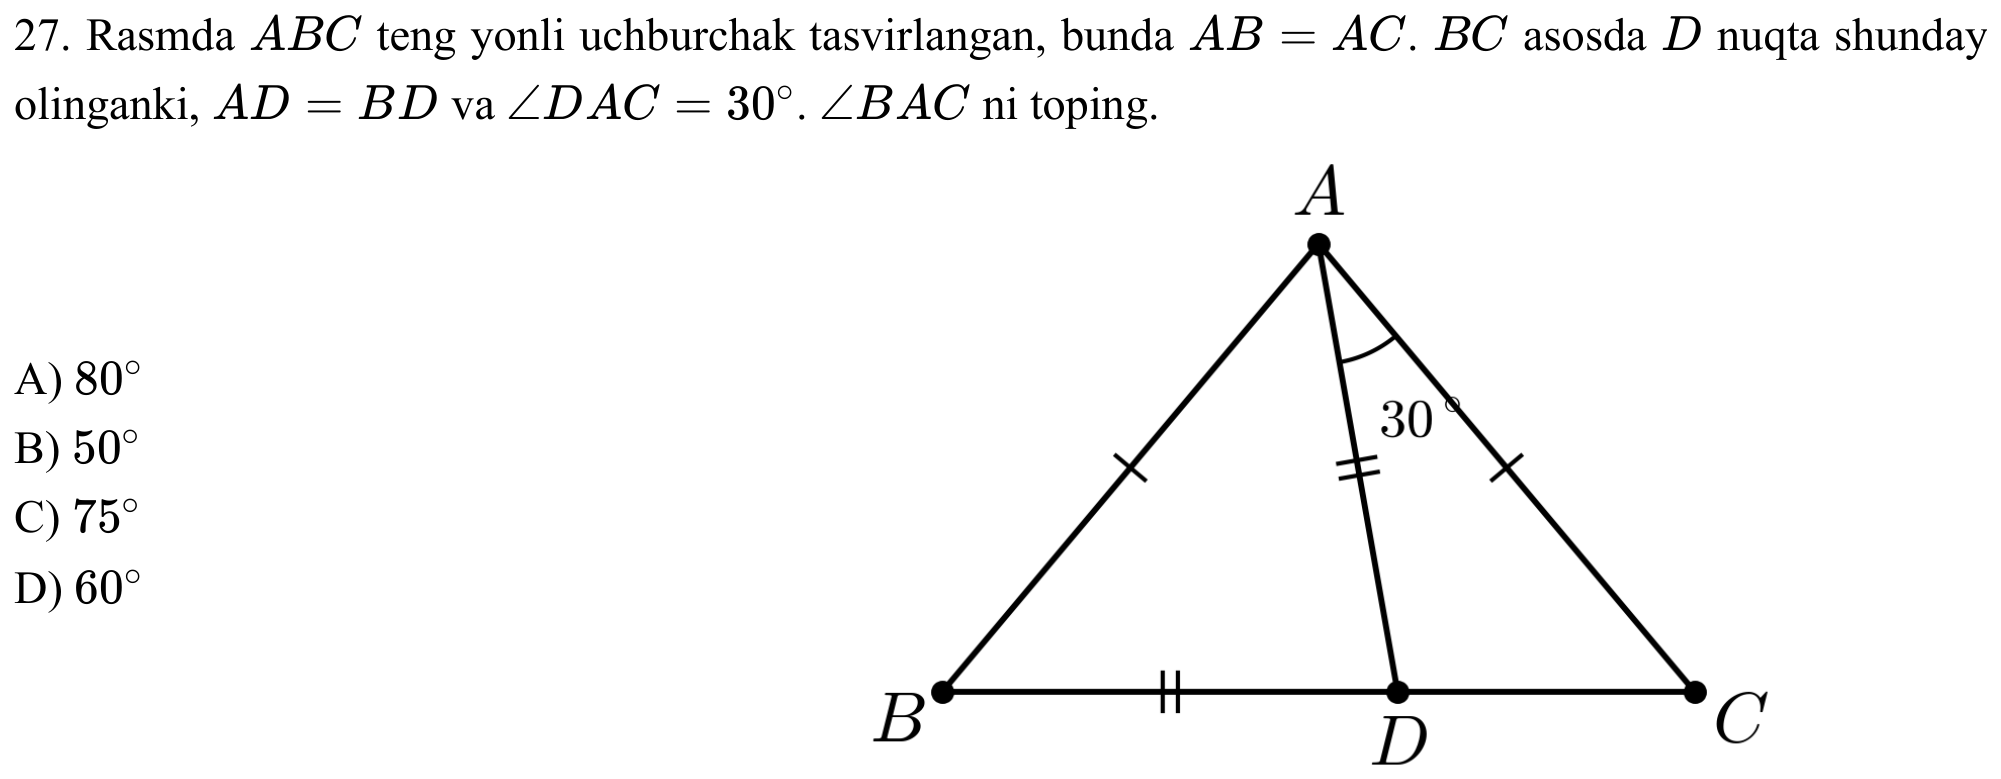 27. Rasmda ABC teng yonli uchburchak tasvirlangan, bunda AB = AC. BC asosda D nuqta shunday
olinganki, AD = BD va ∠DAC = 30°. ∠BAC ni toping.
A
A) 80°
30°
B) 50°
C) 75°
D) 60°
B
D
C